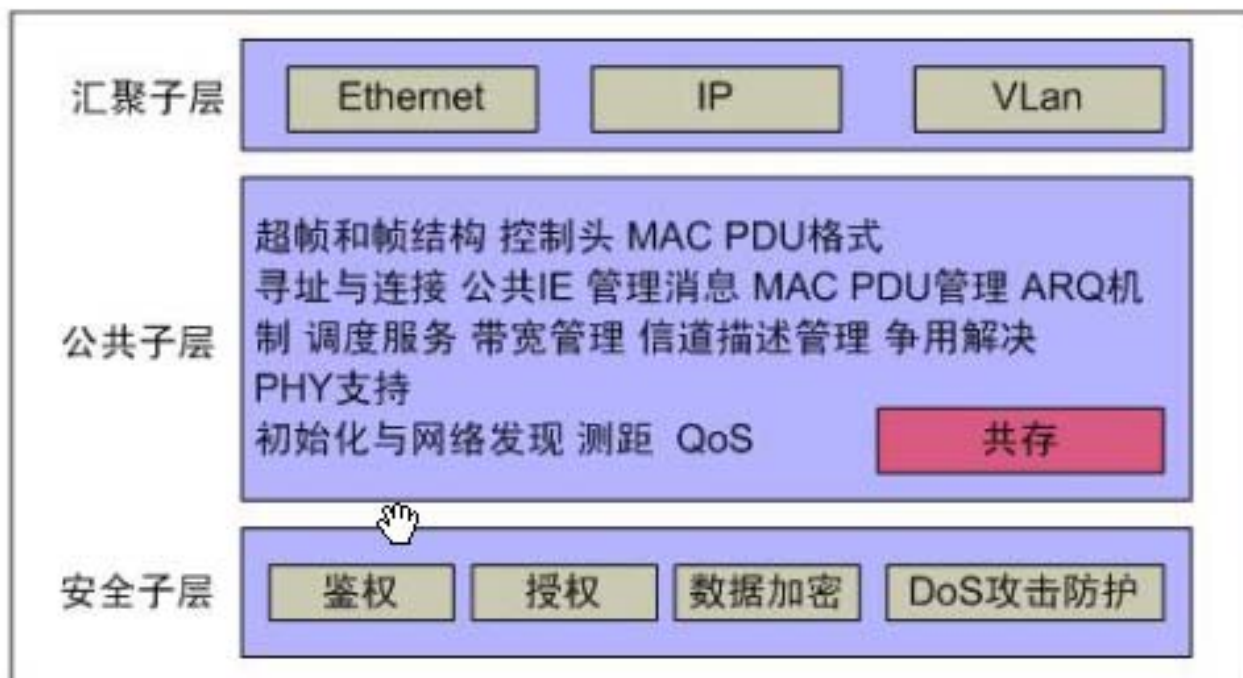 汇聚子层
Ethernet
IP
VLan
公共子层
超帧和帧结构 控制头 MAC PDU格式
寻址与连接 公共IE 管理消息 MAC PDU管理 ARQ机
制 调度服务 带宽管理 信道描述管理 争用解决
PHY支持
初始化与网络发现 测距 QoS
共存
安全子层
鉴权
授权
数据加密
DoS攻击防护